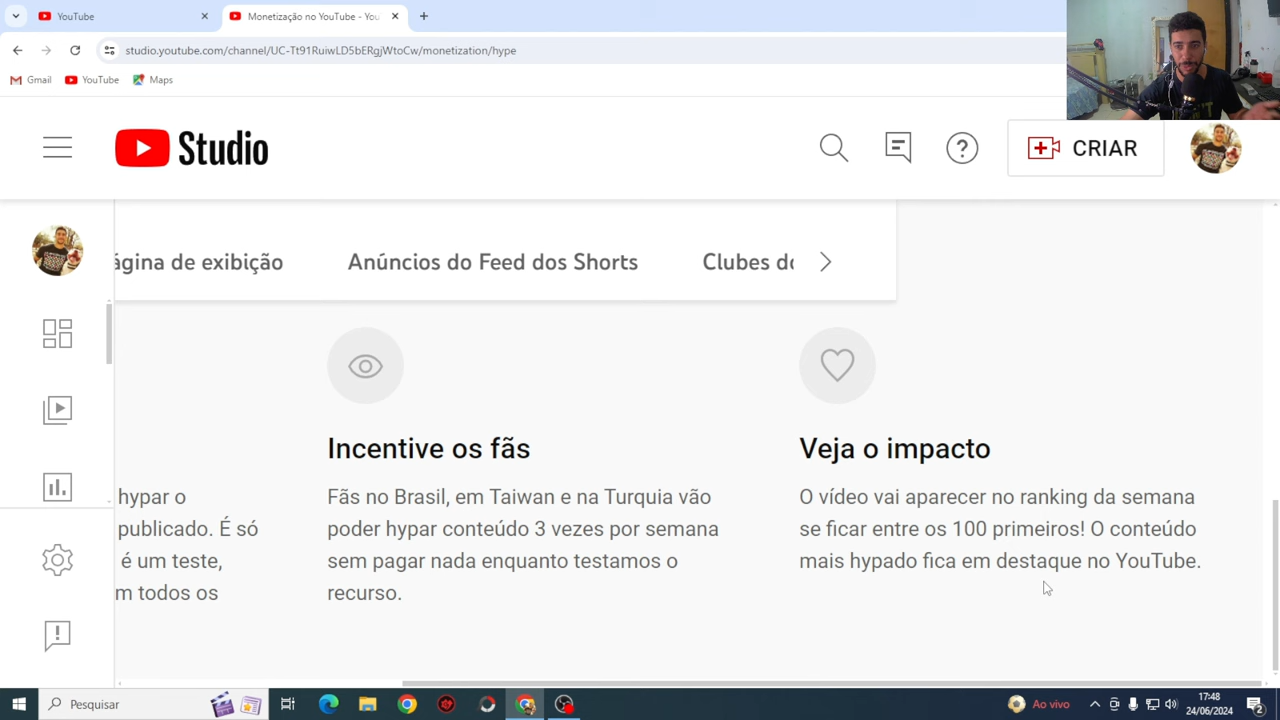 YouTube
Monetização no YouTube - You
studio.youtube.com/channel/UC-Tt91RuiwLD5bERgjWtoCw/monetization/hype
Gmail YouTube Maps
Studio
CRIAR
ágina de exibição Anúncios do Feed dos Shorts Clubes do
hypar o
publicado. É só
é um teste,
m todos os
Incentive os fãs
Fãs no Brasil, em Taiwan e na Turquia vão
poder hypar conteúdo 3 vezes por semana
sem pagar nada enquanto testamos o
recurso.
Veja o impacto
O vídeo vai aparecer no ranking da semana
se ficar entre os 100 primeiros! O conteúdo
mais hypado fica em destaque no YouTube.
Pesquisar
Ao vivo
17:48
24/06/2024
2